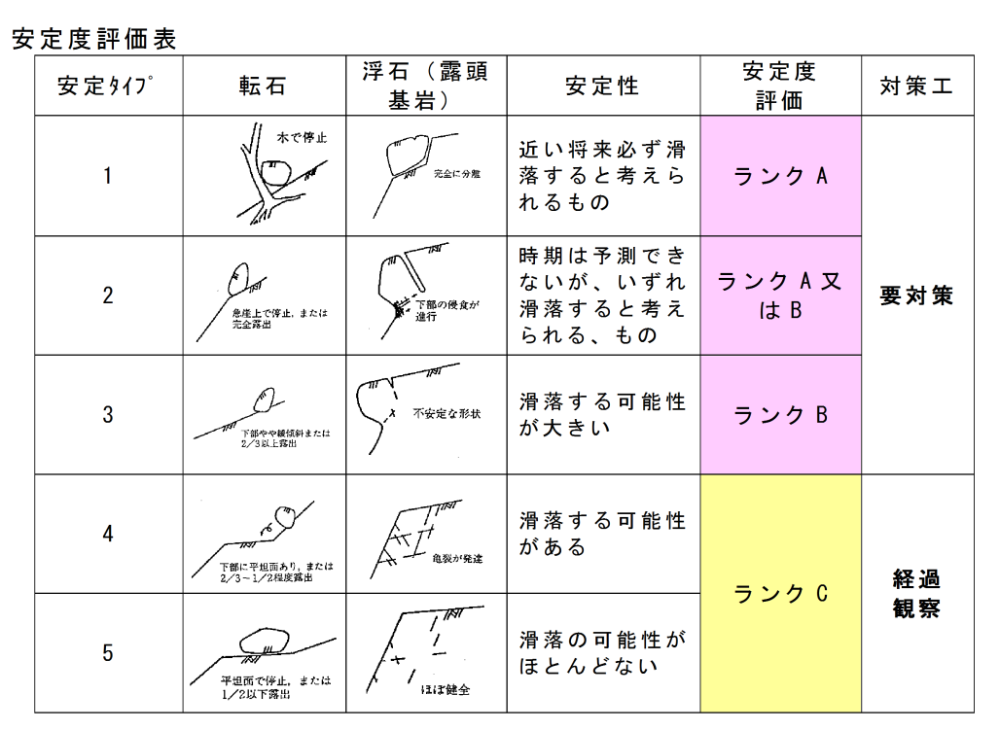 安定度評価表
安定ﾀｲﾌﾟ
転石
浮石（露頭
基岩）
安定性
安定度
評価
対策工
1
木で停止
完全に分離
近い将来必ず滑
落すると考えら
れるもの
ランクA
2
急崖上で停止，または
完全露出
下部の侵食が
進行
時期は予測でき
ないが、いずれ
滑落すると考え
られる、もの
ランクA又
はB
要対策
3
下部やや緩傾斜または
2/3以上露出
不安定な形状
滑落する可能性
が大きい
ランクB
4
下部に平坦面あり，または
2/3～1/2程度露出
亀裂が発達
滑落する可能性
がある
ランクC
経過
観察
5
平坦面で停止，または
1/2以下露出
ほぼ健全
滑落の可能性が
ほとんどない